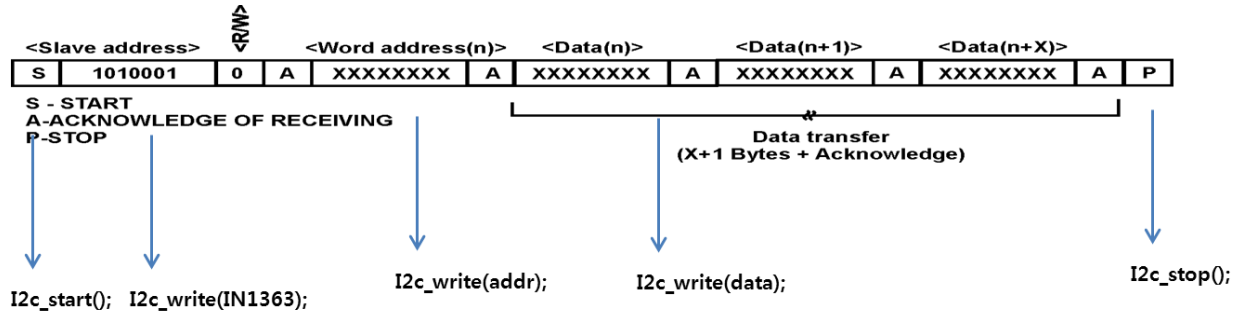 <R/W>
<Slave address> <Word address(n)> <Data(n)> <Data(n+1)> <Data(n+X)>
S 1010001 0 A XXXXXXXX A XXXXXXXX A XXXXXXXX A XXXXXXXX A P
S - START
A-ACKNOWLEDGE OF RECEIVING
P-STOP
Data transfer
(X+1 Bytes + Acknowledge)
I2c_start(); I2c_write(IN1363); I2c_write(addr); I2c_write(data); I2c_stop();